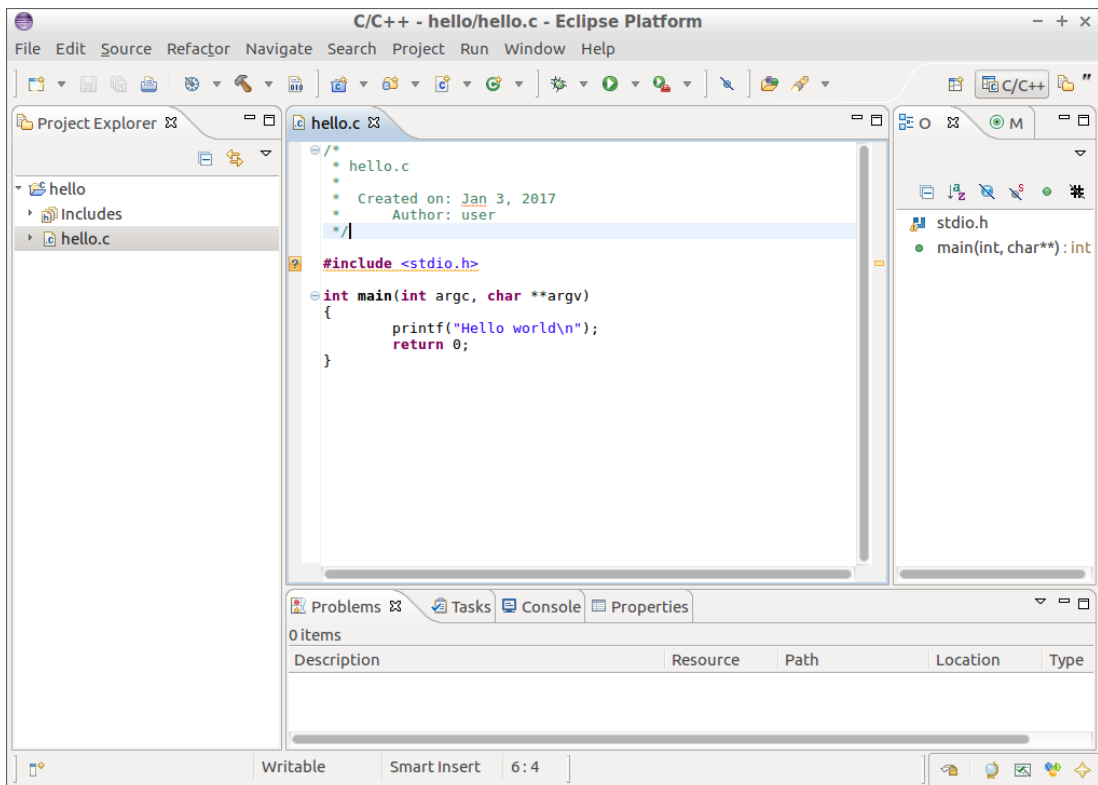 C/C++ - hello/hello.c - Eclipse Platform
File Edit Source Refactor Navigate Search Project Run Window Help
C/C++
Project Explorer
hello
Includes
hello.c
hello.c
/*
 * hello.c
 *
 *  Created on: Jan 3, 2017
 *      Author: user
 */
#include <stdio.h>
int main(int argc, char **argv)
{
        printf("Hello world\n");
        return 0;
}
O M
stdio.h
main(int, char**) : int
Problems Tasks Console Properties
0 items
Description Resource Path Location Type
Writable Smart Insert 6 : 4